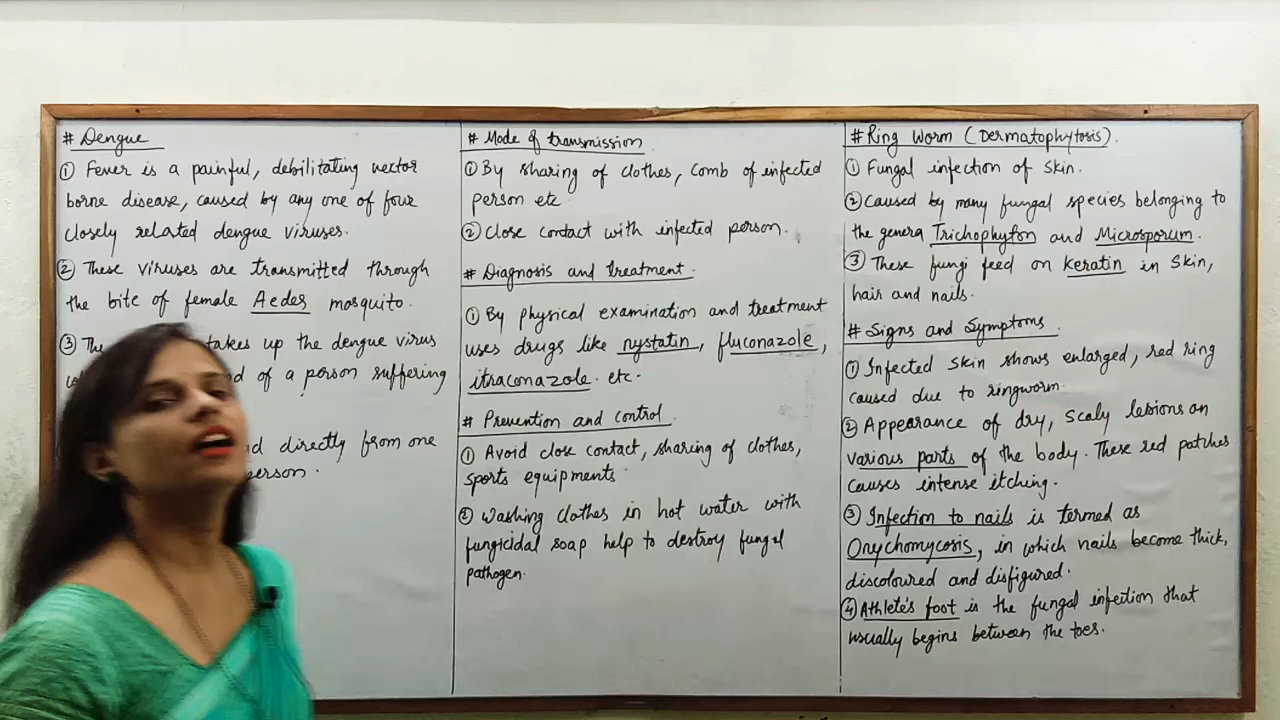 # Dengue
① Fever is a painful, debilitating vector
borne disease, caused by any one of four
closely related dengue viruses.
② These viruses are transmitted through
the bite of female Aedes mosquito.
③ The takes up the dengue virus
of a person suffering
directly from one
person.
# Mode of transmission
① By sharing of clothes, comb of infected
person etc
② Close contact with infected person.
# Diagnosis and treatment.
① By physical examination and treatment
uses drugs like nystatin, fluconazole,
itraconazole. etc.
# Prevention and control
① Avoid close contact, sharing of clothes,
sports equipments
② Washing clothes in hot water with
fungicidal soap help to destroy fungal
pathogen.
# Ring Worm (Dermatophytosis).
① Fungal infection of skin.
② Caused by many fungal species belonging to
the genera Trichophyton and Microsporum.
③ These fungi feed on Keratin in skin,
hair and nails.
# Signs and Symptoms.
① Infected skin shows enlarged, red ring
caused due to ringworm.
② Appearance of dry, scaly lesions on
various parts of the body. These red patches
causes intense itching.
③ Infection to nails is termed as
Onychomycosis, in which nails become thick,
discoloured and disfigured.
④ Athlete's foot is the fungal infection that
usually begins between the toes.